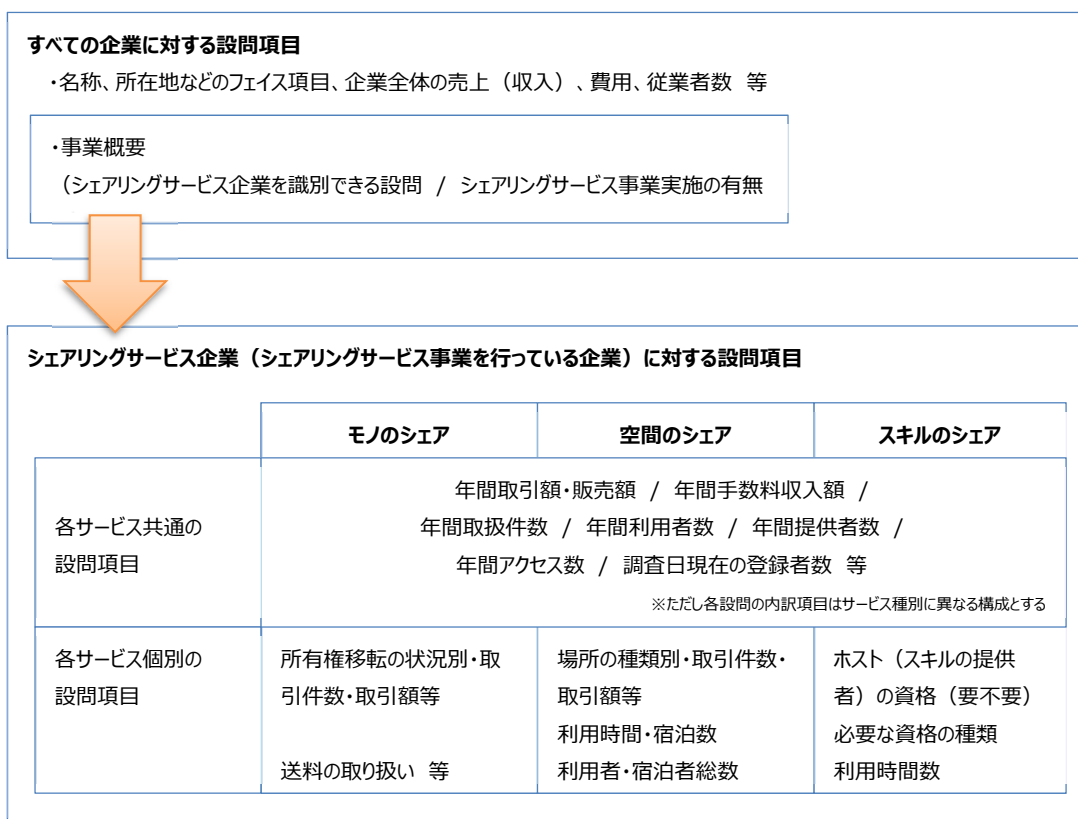 すべての企業に対する設問項目
・名称、所在地などのフェイス項目、企業全体の売上（収入）、費用、従業者数 等
・事業概要
（シェアリングサービス企業を識別できる設問 / シェアリングサービス事業実施の有無
シェアリングサービス企業（シェアリングサービス事業を行っている企業）に対する設問項目
モノのシェア 空間のシェア スキルのシェア
各サービス共通の
設問項目
年間取引額・販売額 / 年間手数料収入額 /
年間取扱件数 / 年間利用者数 / 年間提供者数 /
年間アクセス数 / 調査日現在の登録者数 等
※ただし各設問の内訳項目はサービス種別に異なる構成とする
各サービス個別の
設問項目
所有権移転の状況別・取
引件数・取引額等
送料の取り扱い 等
場所の種類別・取引件数・
取引額等
利用時間・宿泊数
利用者・宿泊者総数
ホスト（スキルの提供
者）の資格（要不要）
必要な資格の種類
利用時間数